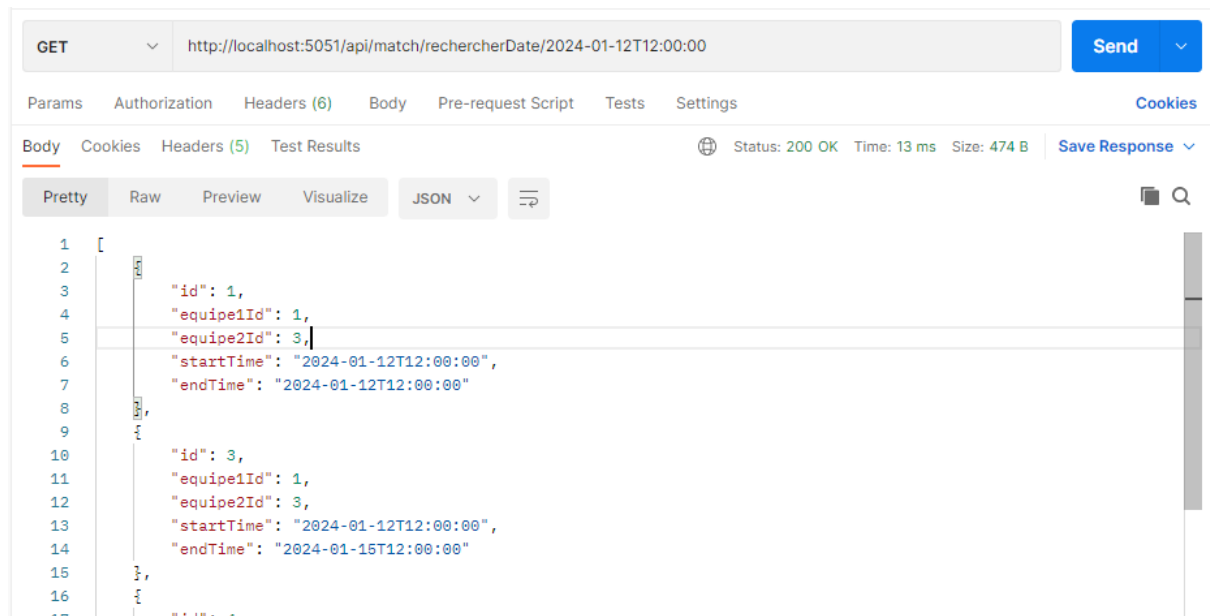 GET http://localhost:5051/api/match/rechercherDate/2024-01-12T12:00:00 Send
Params Authorization Headers (6) Body Pre-request Script Tests Settings Cookies
Body Cookies Headers (5) Test Results Status: 200 OK Time: 13 ms Size: 474 B Save Response
Pretty Raw Preview Visualize JSON
1 [
2 {
3 "id": 1,
4 "equipe1Id": 1,
5 "equipe2Id": 3,
6 "startTime": "2024-01-12T12:00:00",
7 "endTime": "2024-01-12T12:00:00"
8 },
9 {
10 "id": 3,
11 "equipe1Id": 1,
12 "equipe2Id": 3,
13 "startTime": "2024-01-12T12:00:00",
14 "endTime": "2024-01-15T12:00:00"
15 },
16 {